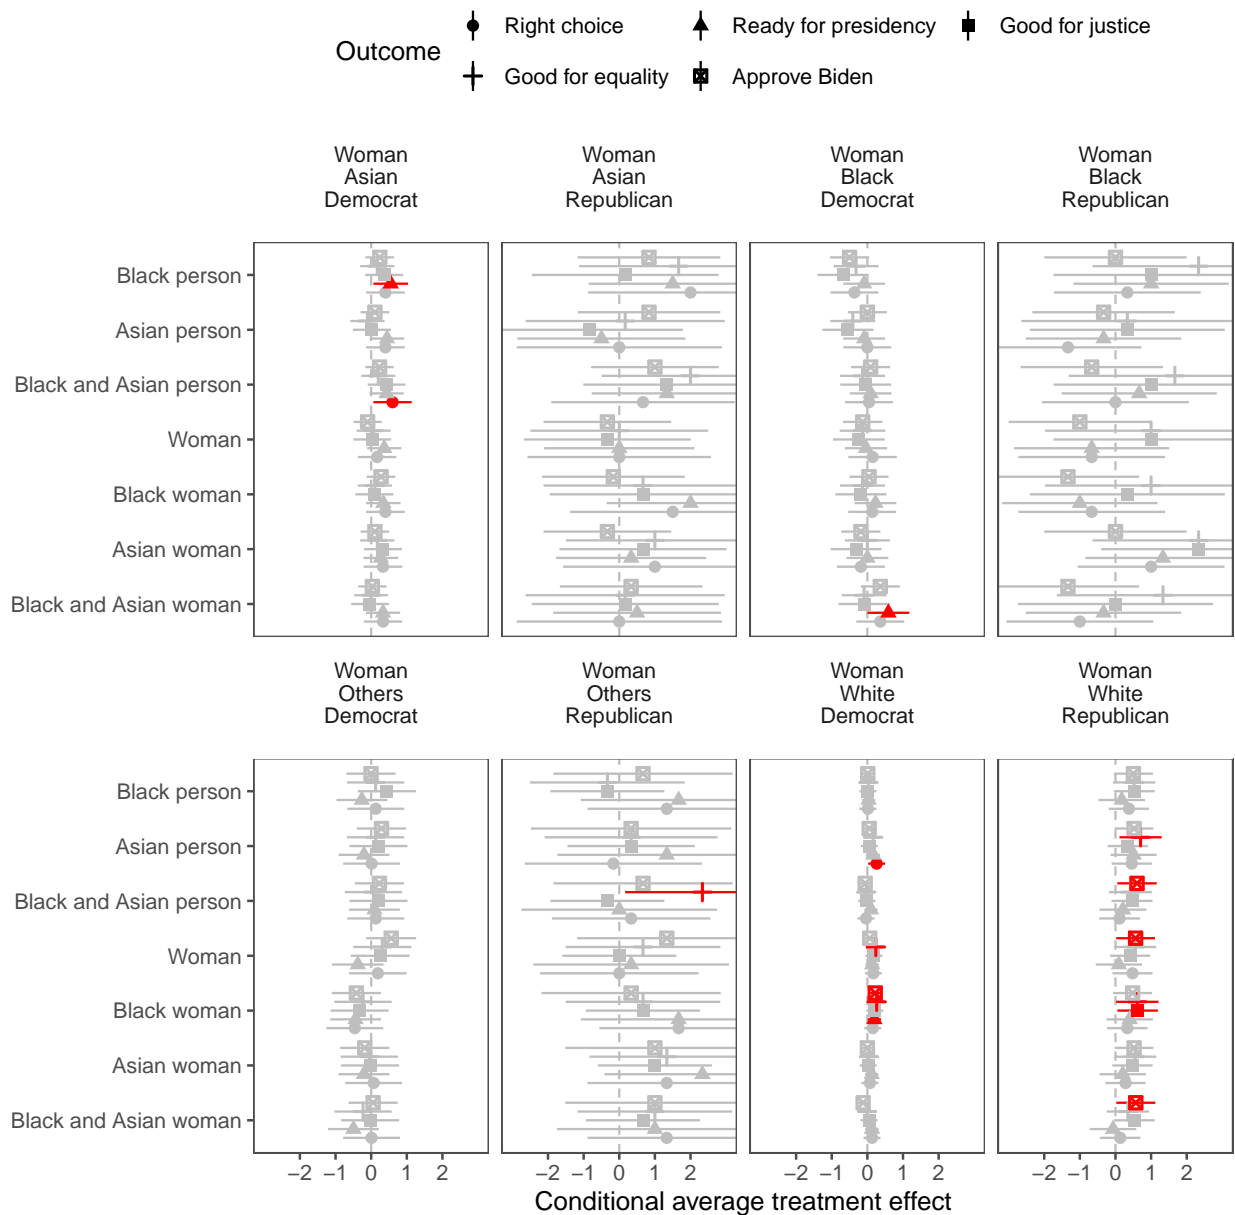 Outcome
Right choice
Ready for presidency
Good for justice
Good for equality
Approve Biden
Woman
Asian
Democrat
Woman
Asian
Republican
Woman
Black
Democrat
Woman
Black
Republican
Black person
Asian person
Black and Asian person
Woman
Black woman
Asian woman
Black and Asian woman
Woman
Others
Democrat
Woman
Others
Republican
Woman
White
Democrat
Woman
White
Republican
Black person
Asian person
Black and Asian person
Woman
Black woman
Asian woman
Black and Asian woman
−2 −1 0 1 2
−2 −1 0 1 2
−2 −1 0 1 2
−2 −1 0 1 2
Conditional average treatment effect